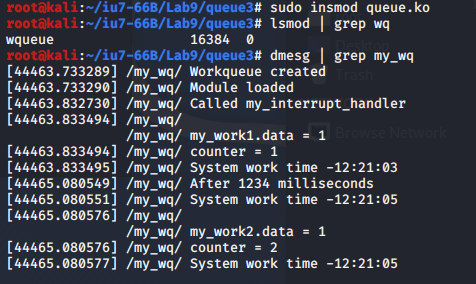 root@kali:~/iu7-66B/Lab9/queue3# sudo insmod queue.ko
root@kali:~/iu7-66B/Lab9/queue3# lsmod | grep wq
wqueue 16384 0
root@kali:~/iu7-66B/Lab9/queue3# dmesg | grep my_wq
[44463.733289] /my_wq/ Workqueue created
[44463.733290] /my_wq/ Module loaded
[44463.832730] /my_wq/ Called my_interrupt_handler
[44463.833494] /my_wq/
/my_wq/ my_work1.data = 1
[44463.833494] /my_wq/ counter = 1
[44463.833495] /my_wq/ System work time -12:21:03
[44465.080549] /my_wq/ After 1234 milliseconds
[44465.080551] /my_wq/ System work time -12:21:05
[44465.080576] /my_wq/
/my_wq/ my_work2.data = 1
[44465.080576] /my_wq/ counter = 2
[44465.080577] /my_wq/ System work time -12:21:05
Desktop
Trash
Browse Network